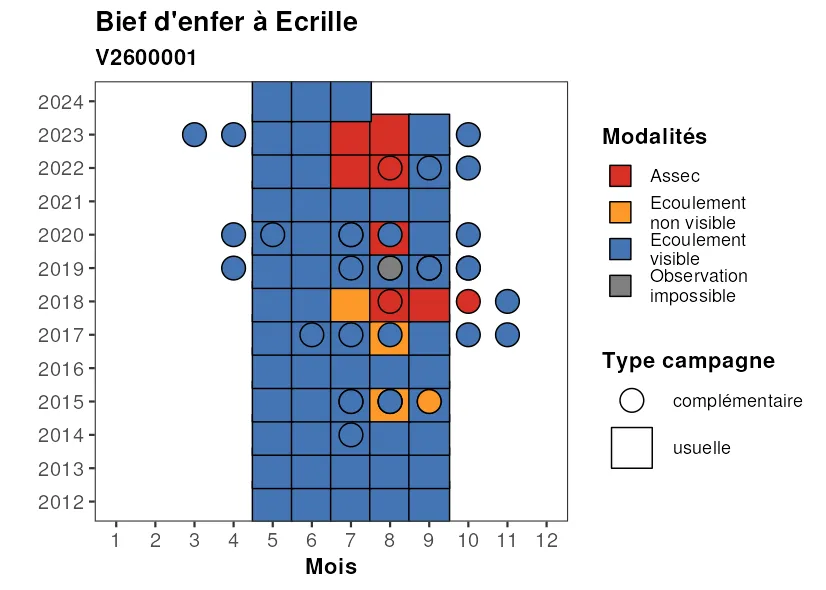 Bief d'enfer à Ecrille
V2600001
2024
2023
2022
2021
2020
2019
2018
2017
2016
2015
2014
2013
2012
1 2 3 4 5 6 7 8 9 10 11 12
Mois
Modalités
Assec
Ecoulement
non visible
Ecoulement
visible
Observation
impossible
Type campagne
complémentaire
usuelle